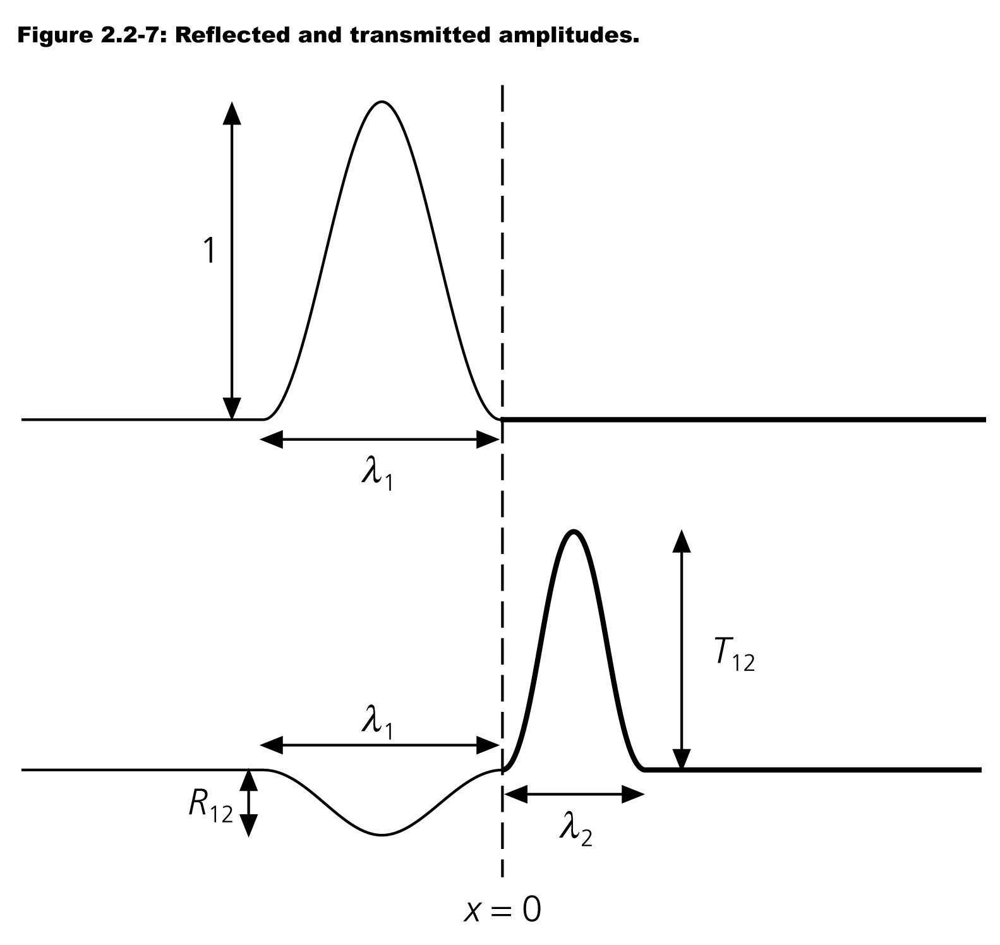 Figure 2.2-7: Reflected and transmitted amplitudes.
1
λ₁
T₁₂
λ₁
R₁₂
λ₂
x = 0